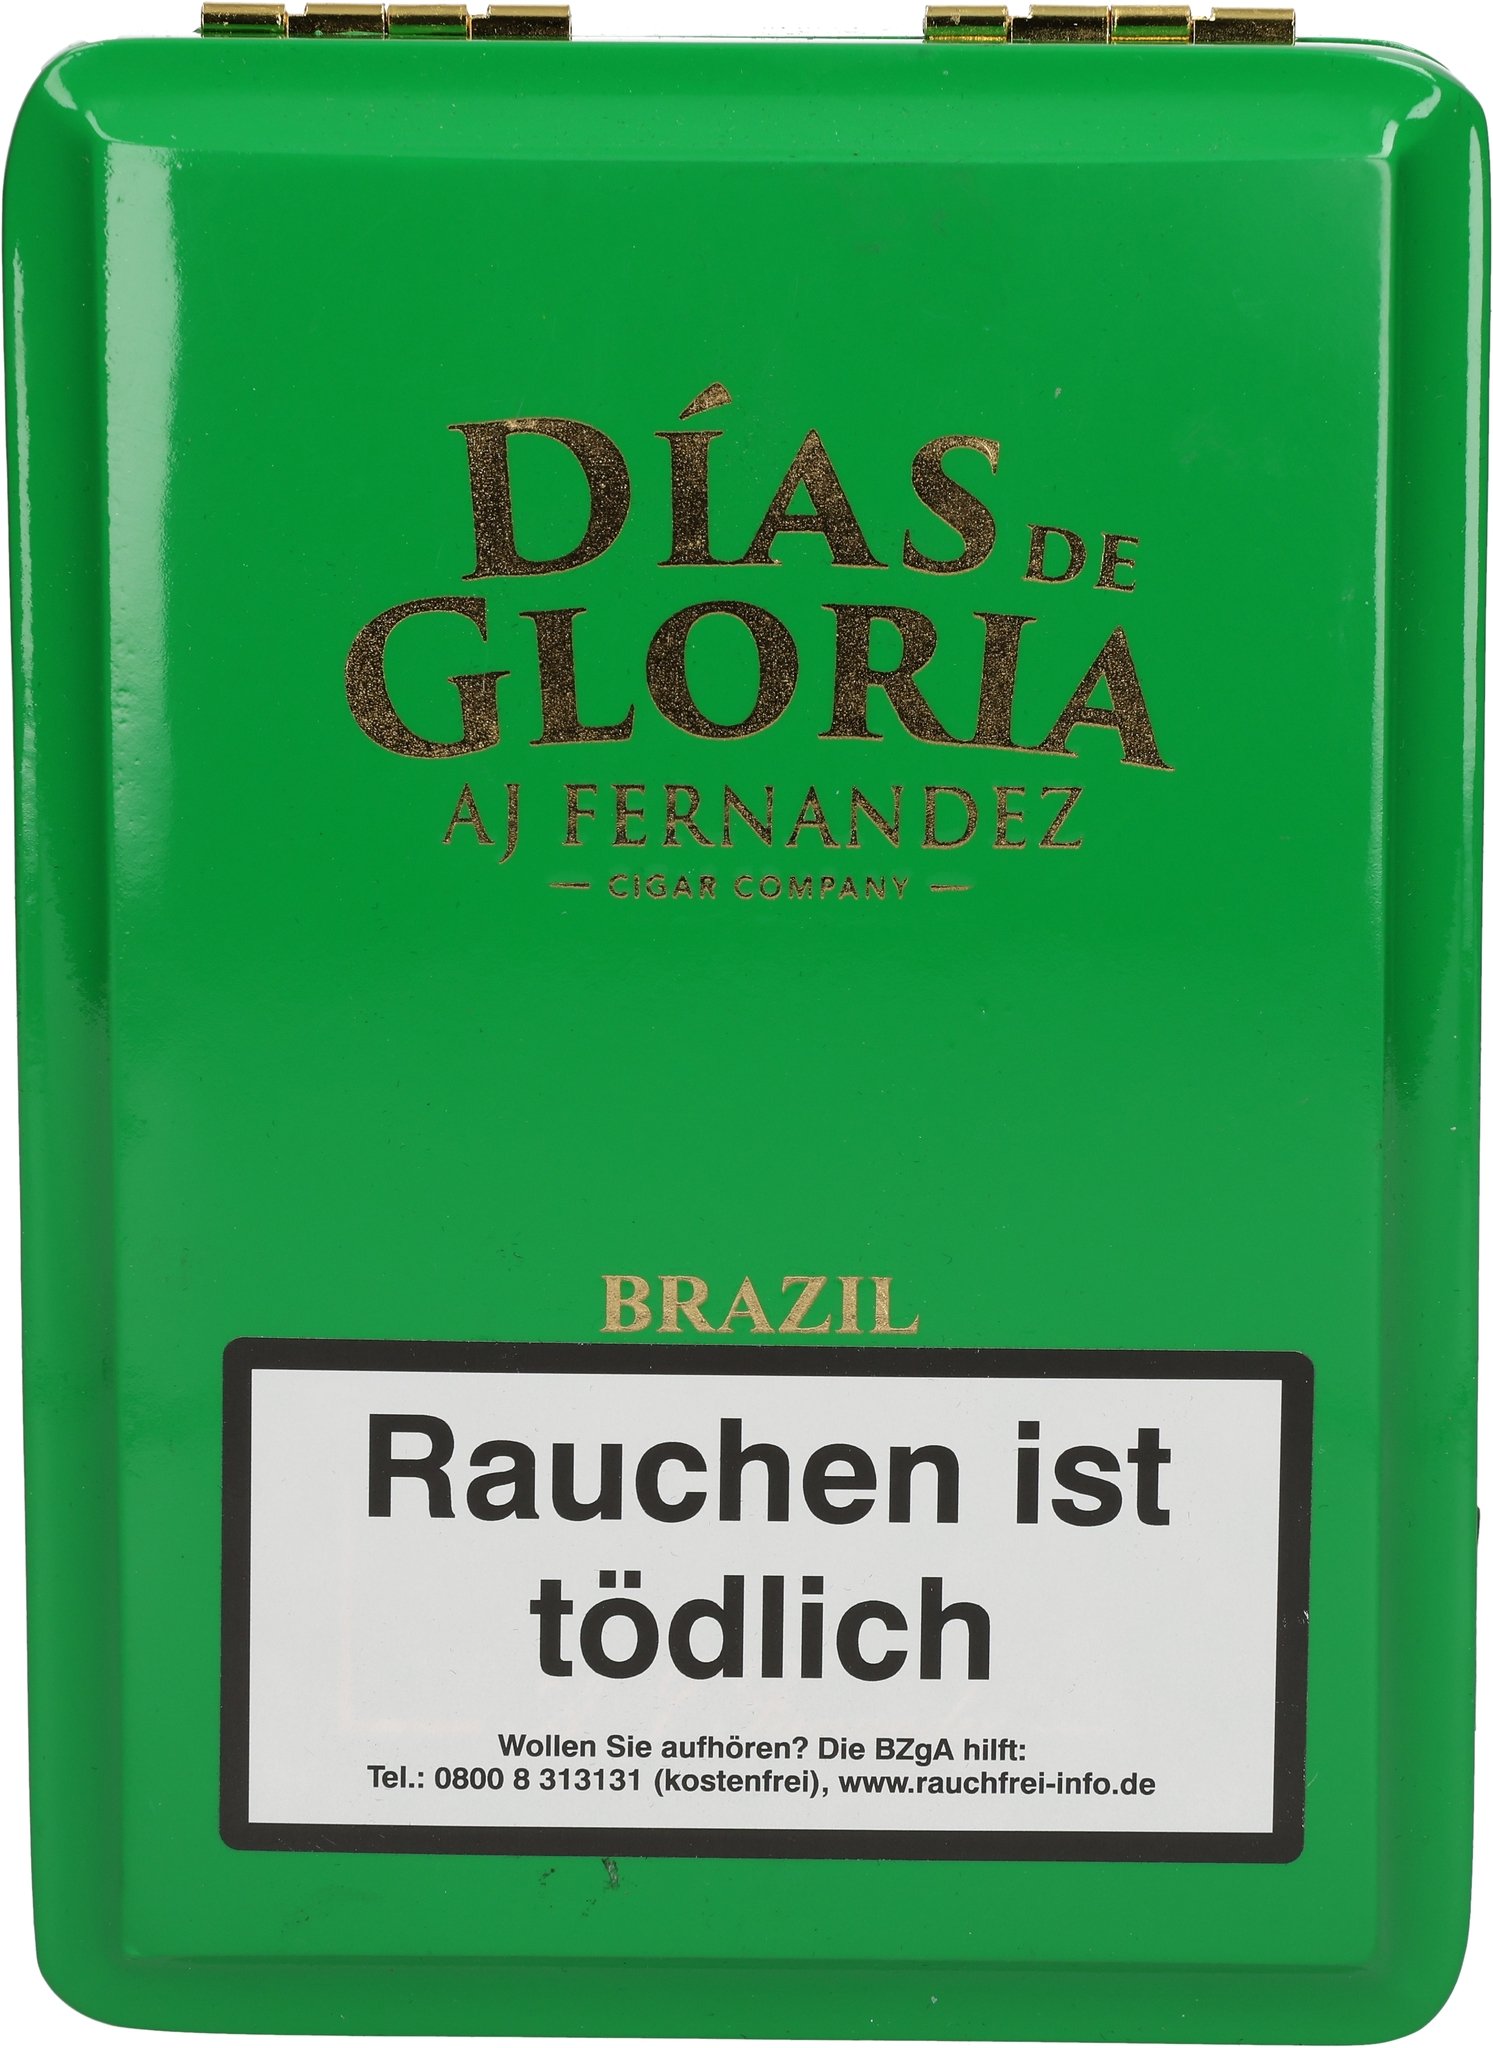 DÍAS DE
GLORIA
AJ FERNANDEZ
— CIGAR COMPANY —
BRAZIL
Rauchen ist
tödlich
Wollen Sie aufhören? Die BZgA hilft:
Tel.: 0800 8 313131 (kostenfrei), www.rauchfrei-info.de